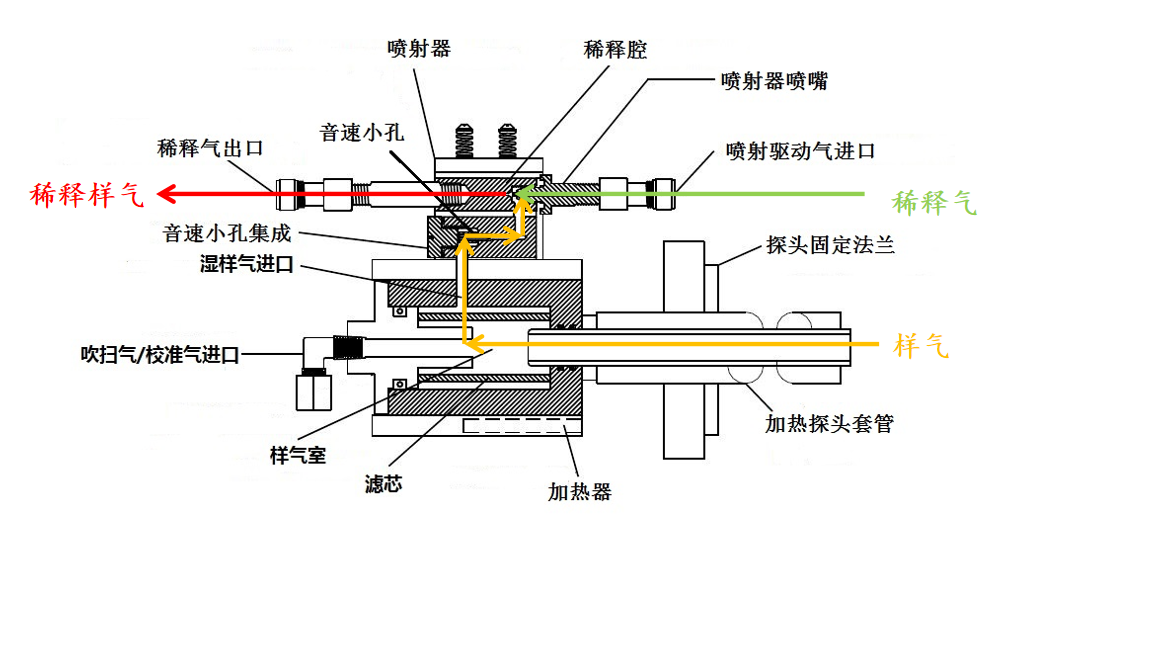 喷射器
稀释腔
喷射器喷嘴
音速小孔
稀释气出口
喷射驱动气进口
稀释样气
稀释气
音速小孔集成
探头固定法兰
湿样气进口
样气
吹扫气/校准气进口
加热探头套管
样气室
滤芯
加热器